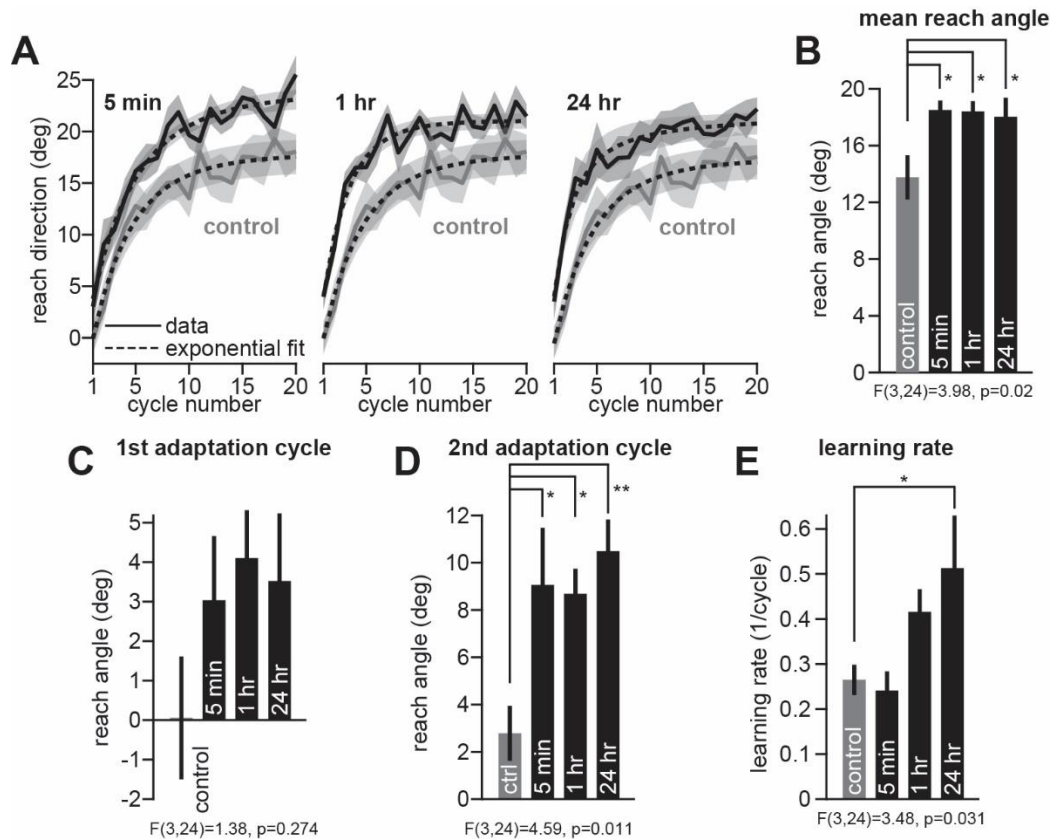 A
25
20
15
10
5
0
reach direction (deg)
5 min
control
data
exponential fit
1 5 10 15 20
cycle number
1 hr
control
1 5 10 15 20
cycle number
24 hr
control
1 5 10 15 20
cycle number
B
mean reach angle
* * *
20
16
12
8
4
0
reach angle (deg)
control
5 min
1 hr
24 hr
F(3,24)=3.98, p=0.02
C
1st adaptation cycle
5
4
3
2
1
0
-1
-2
reach angle (deg)
control
5 min
1 hr
24 hr
F(3,24)=1.38, p=0.274
D
2nd adaptation cycle
* * **
12
10
8
6
4
2
0
reach angle (deg)
ctrl
5 min
1 hr
24 hr
F(3,24)=4.59, p=0.011
E
learning rate
*
0.6
0.5
0.4
0.3
0.2
0.1
0
learning rate (1/cycle)
control
5 min
1 hr
24 hr
F(3,24)=3.48, p=0.031